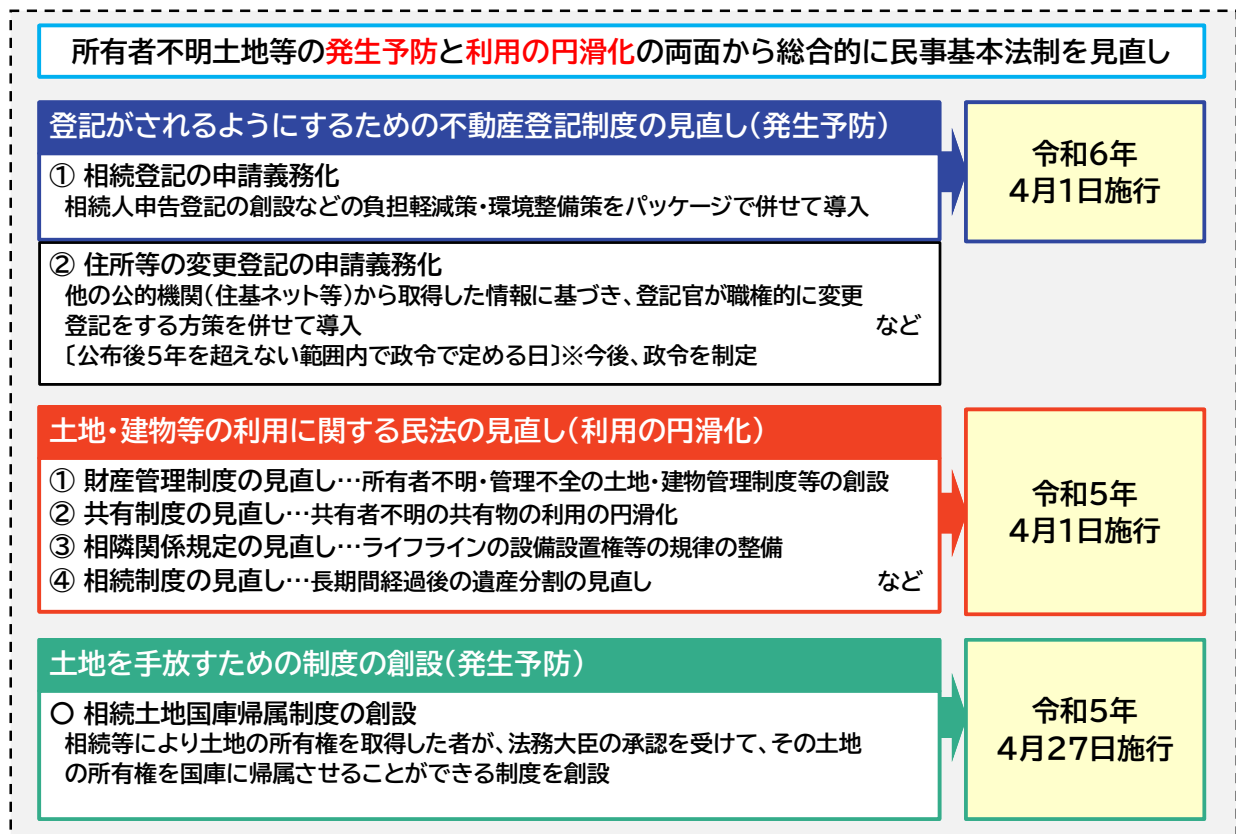 所有者不明土地等の発生予防と利用の円滑化の両面から総合的に民事基本法制を見直し
登記がされるようにするための不動産登記制度の見直し(発生予防)
① 相続登記の申請義務化
相続人申告登記の創設などの負担軽減策・環境整備策をパッケージで併せて導入
令和6年
4月1日施行
② 住所等の変更登記の申請義務化
他の公的機関(住基ネット等)から取得した情報に基づき、登記官が職権的に変更
登記をする方策を併せて導入 など
〔公布後5年を超えない範囲内で政令で定める日〕※今後、政令を制定
土地・建物等の利用に関する民法の見直し(利用の円滑化)
① 財産管理制度の見直し…所有者不明・管理不全の土地・建物管理制度等の創設
② 共有制度の見直し…共有者不明の共有物の利用の円滑化
③ 相隣関係規定の見直し…ライフラインの設備設置権等の規律の整備
④ 相続制度の見直し…長期間経過後の遺産分割の見直し など
令和5年
4月1日施行
土地を手放すための制度の創設(発生予防)
〇 相続土地国庫帰属制度の創設
相続等により土地の所有権を取得した者が、法務大臣の承認を受けて、その土地
の所有権を国庫に帰属させることができる制度を創設
令和5年
4月27日施行